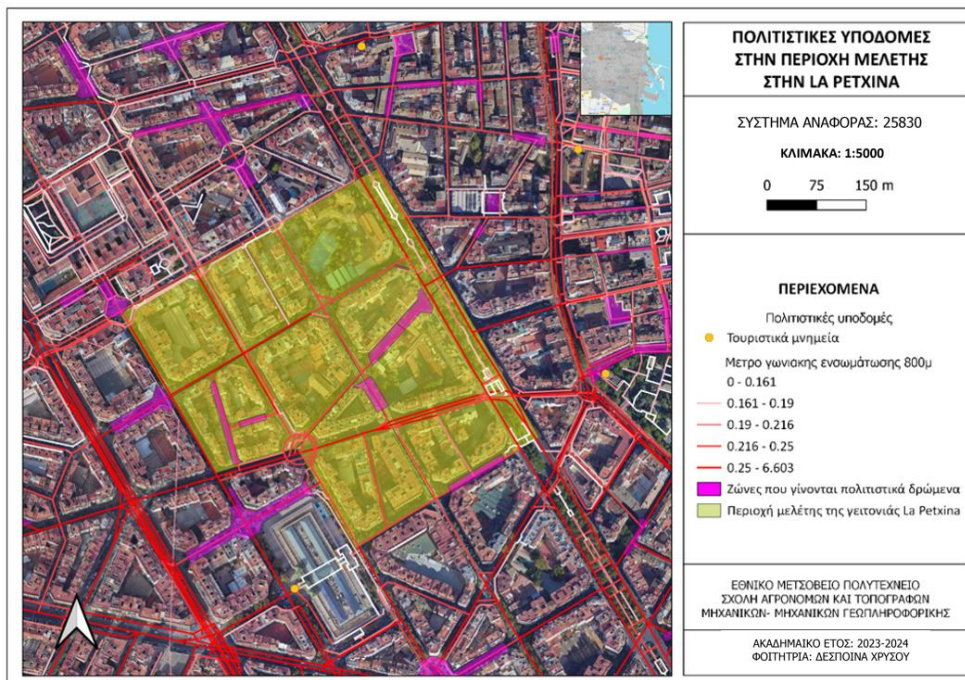 ΠΟΛΙΤΙΣΤΙΚΕΣ ΥΠΟΔΟΜΕΣ
ΣΤΗΝ ΠΕΡΙΟΧΗ ΜΕΛΕΤΗΣ
ΣΤΗΝ LA PETXINA
ΣΥΣΤΗΜΑ ΑΝΑΦΟΡΑΣ: 25830
ΚΛΙΜΑΚΑ: 1:5000
0 75 150 m
ΠΕΡΙΕΧΟΜΕΝΑ
Πολιτιστικές υποδομές
Τουριστικά μνημεία
Μετρο γωνιακης ενσωμάτωσης 800μ
0 - 0.161
0.161 - 0.19
0.19 - 0.216
0.216 - 0.25
0.25 - 6.603
Ζώνες που γίνονται πολιτιστικά δρώμενα
Περιοχή μελέτης της γειτονιάς La Petxina
ΕΘΝΙΚΟ ΜΕΤΣΟΒΕΙΟ ΠΟΛΥΤΕΧΝΕΙΟ
ΣΧΟΛΗ ΑΓΡΟΝΟΜΩΝ ΚΑΙ ΤΟΠΟΓΡΑΦΩΝ
ΜΗΧΑΝΙΚΩΝ- ΜΗΧΑΝΙΚΩΝ ΓΕΩΠΛΗΡΟΦΟΡΙΚΗΣ
ΑΚΑΔΗΜΑΙΚΟ ΕΤΟΣ: 2023-2024
ΦΟΙΤΗΤΡΙΑ: ΔΕΣΠΟΙΝΑ ΧΡΥΣΟΥ